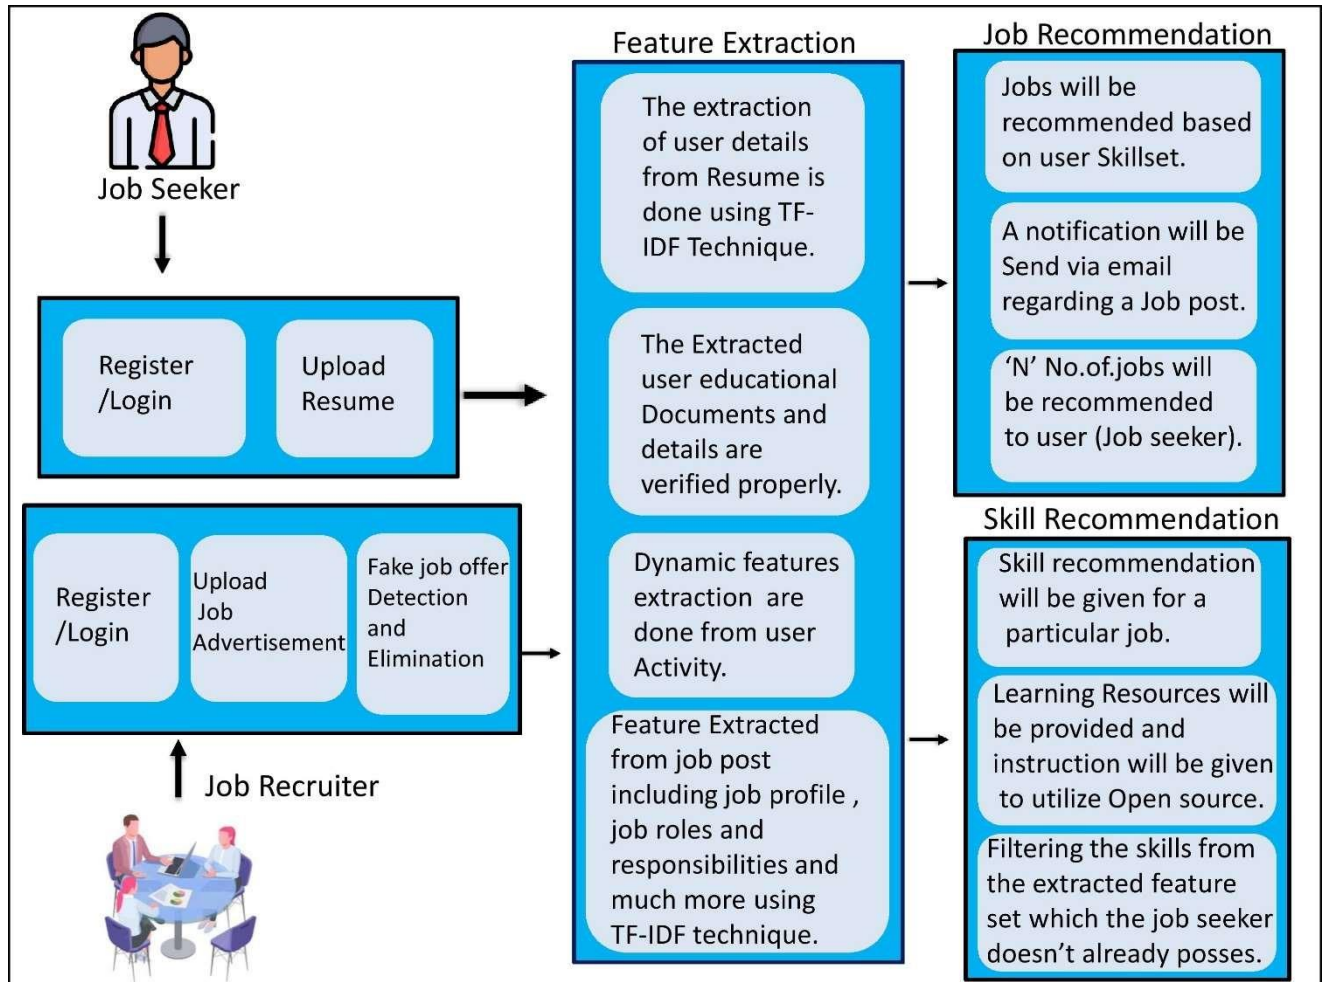 Job Seeker
Register
/Login
Upload
Resume
Register
/Login
Upload
Job
Advertisement
Fake job offer
Detection
and
Elimination
Job Recruiter
Feature Extraction
The extraction
of user details
from Resume is
done using TF-
IDF Technique.
The Extracted
user educational
Documents and
details are
verified properly.
Dynamic features
extraction are
done from user
Activity.
Feature Extracted
from job post
including job profile ,
job roles and
responsibilities and
much more using
TF-IDF technique.
Job Recommendation
Jobs will be
recommended based
on user Skillset.
A notification will be
Send via email
regarding a Job post.
‘N’ No.of.jobs will
be recommended
to user (Job seeker).
Skill Recommendation
Skill recommendation
will be given for a
particular job.
Learning Resources will
be provided and
instruction will be given
to utilize Open source.
Filtering the skills from
the extracted feature
set which the job seeker
doesn’t already posses.